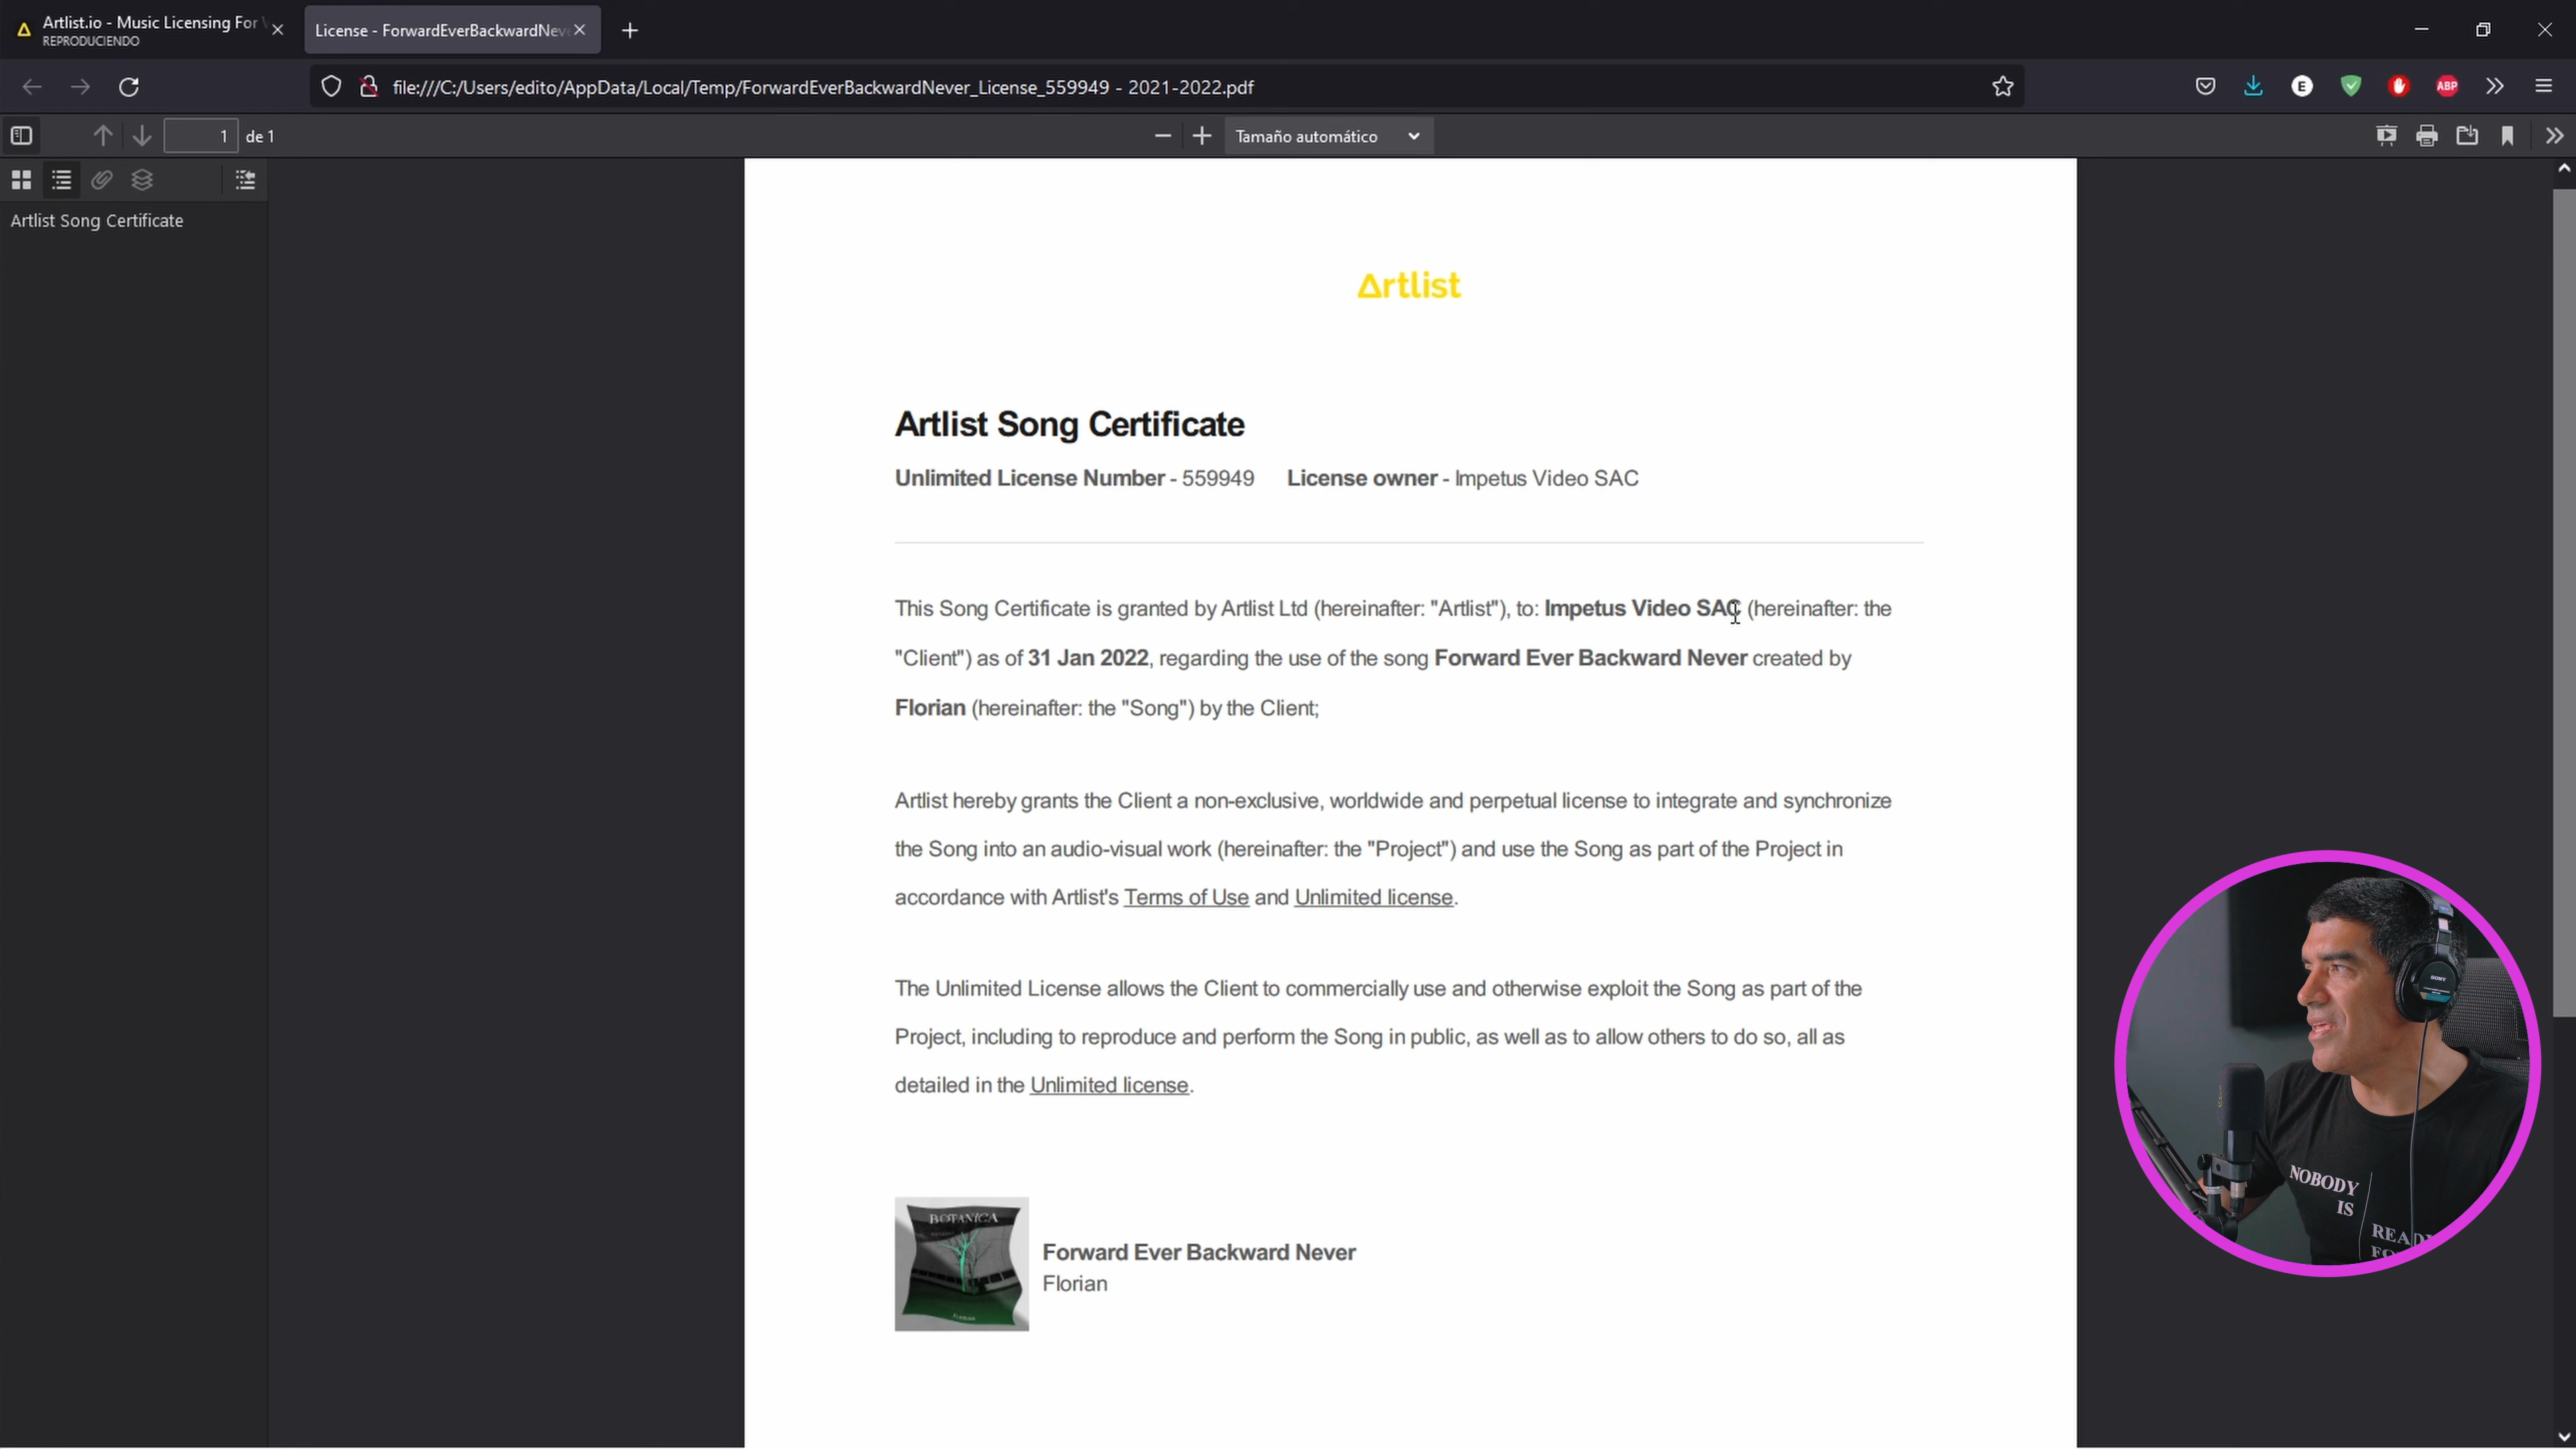 Artlist.io - Music Licensing For
REPRODUCIENDO
License - ForwardEverBackwardNev
file:///C:/Users/edito/AppData/Local/Temp/ForwardEverBackwardNever_License_559949 - 2021-2022.pdf
E
ABP
1 de 1
Tamaño automático
Artlist Song Certificate
Artlist
Artlist Song Certificate
Unlimited License Number - 559949 License owner - Impetus Video SAC
This Song Certificate is granted by Artlist Ltd (hereinafter: "Artlist"), to: Impetus Video SAC (hereinafter: the
"Client") as of 31 Jan 2022, regarding the use of the song Forward Ever Backward Never created by
Florian (hereinafter: the "Song") by the Client;
Artlist hereby grants the Client a non-exclusive, worldwide and perpetual license to integrate and synchronize
the Song into an audio-visual work (hereinafter: the "Project") and use the Song as part of the Project in
accordance with Artlist's Terms of Use and Unlimited license.
The Unlimited License allows the Client to commercially use and otherwise exploit the Song as part of the
Project, including to reproduce and perform the Song in public, as well as to allow others to do so, all as
detailed in the Unlimited license.
BOTANICA
FLORIAN
Forward Ever Backward Never
Florian
SONY
NOBODY
IS
READY